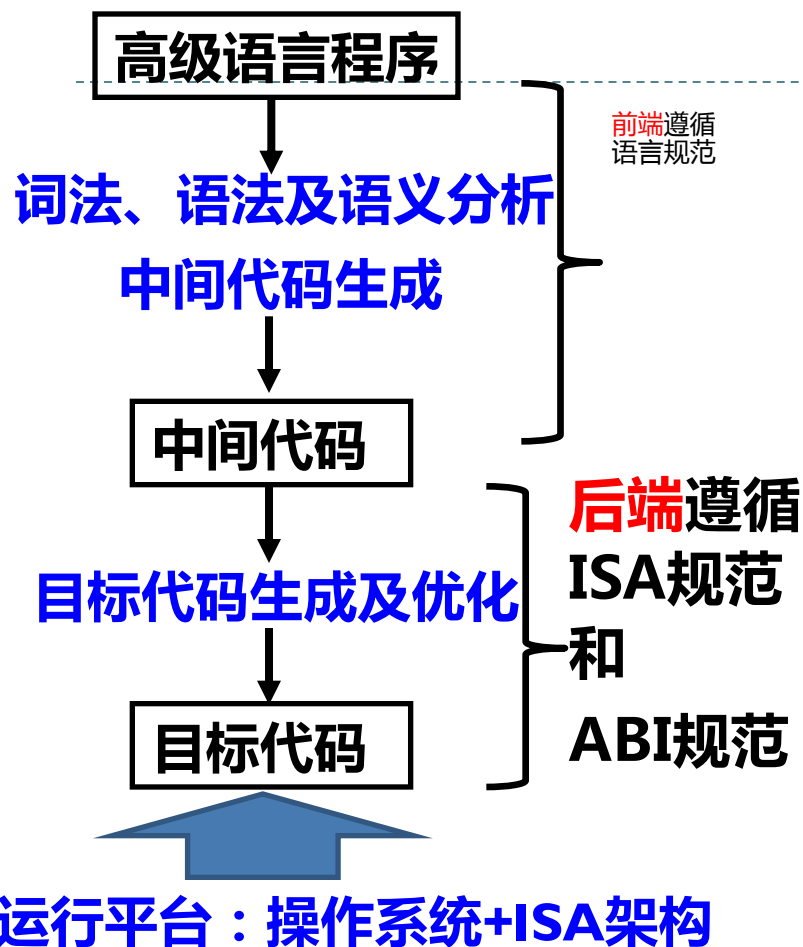 高级语言程序
前端遵循
语言规范
词法、语法及语义分析
中间代码生成
中间代码
后端遵循
ISA规范
和
ABI规范
目标代码生成及优化
目标代码
运行平台：操作系统+ISA架构